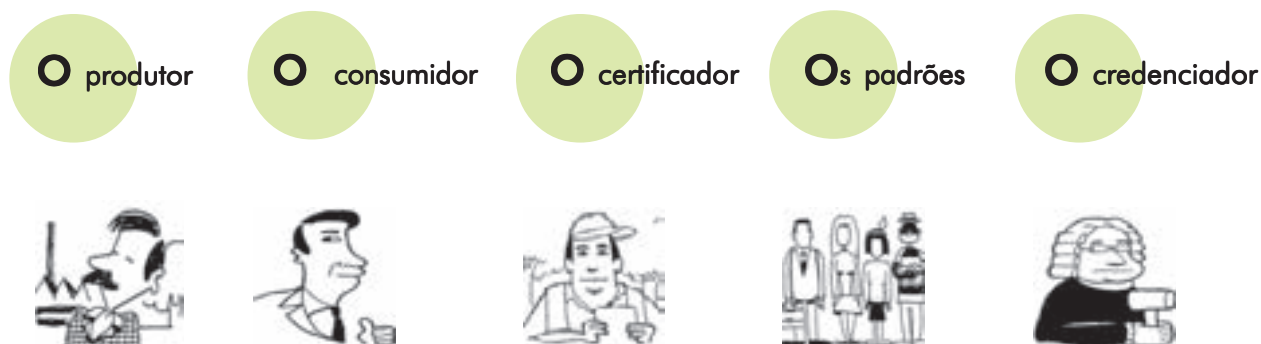 O produtor
O consumidor
O certificador
Os padrões
O credenciador